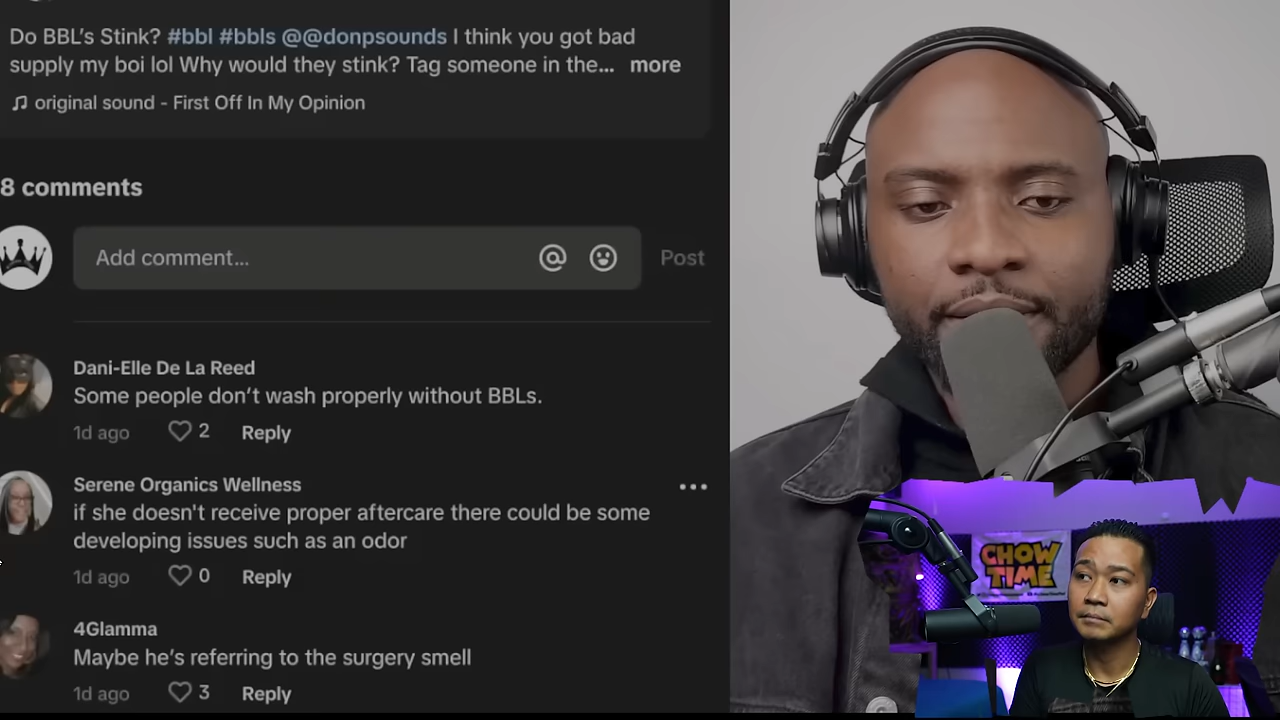 Do BBL's Stink? #bbl #bbls @@donpsounds I think you got bad
supply my boi lol Why would they stink? Tag someone in the... more
original sound - First Off In My Opinion
8 comments
Add comment... Post
Dani-Elle De La Reed
Some people don't wash properly without BBLs.
1d ago 2 Reply
Serene Organics Wellness
if she doesn't receive proper aftercare there could be some
developing issues such as an odor
1d ago 0 Reply
4Glamma
Maybe he's referring to the surgery smell
1d ago 3 Reply
CHOW
TIME